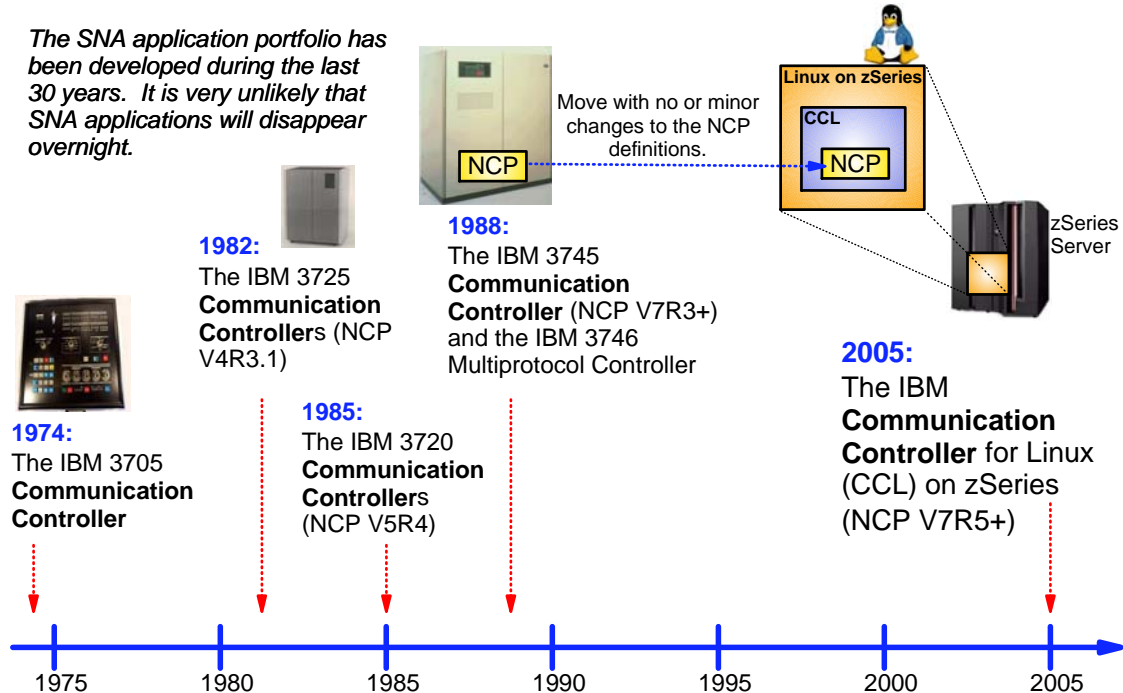 The SNA application portfolio has
been developed during the last
30 years. It is very unlikely that
SNA applications will disappear
overnight.
NCP
Move with no or minor
changes to the NCP
definitions.
Linux on zSeries
CCL
NCP
zSeries
Server
1974:
The IBM 3705
Communication
Controller
1982:
The IBM 3725
Communication
Controllers (NCP
V4R3.1)
1985:
The IBM 3720
Communication
Controllers
(NCP V5R4)
1988:
The IBM 3745
Communication
Controller (NCP V7R3+)
and the IBM 3746
Multiprotocol Controller
2005:
The IBM
Communication
Controller for Linux
(CCL) on zSeries
(NCP V7R5+)
1975 1980 1985 1990 1995 2000 2005